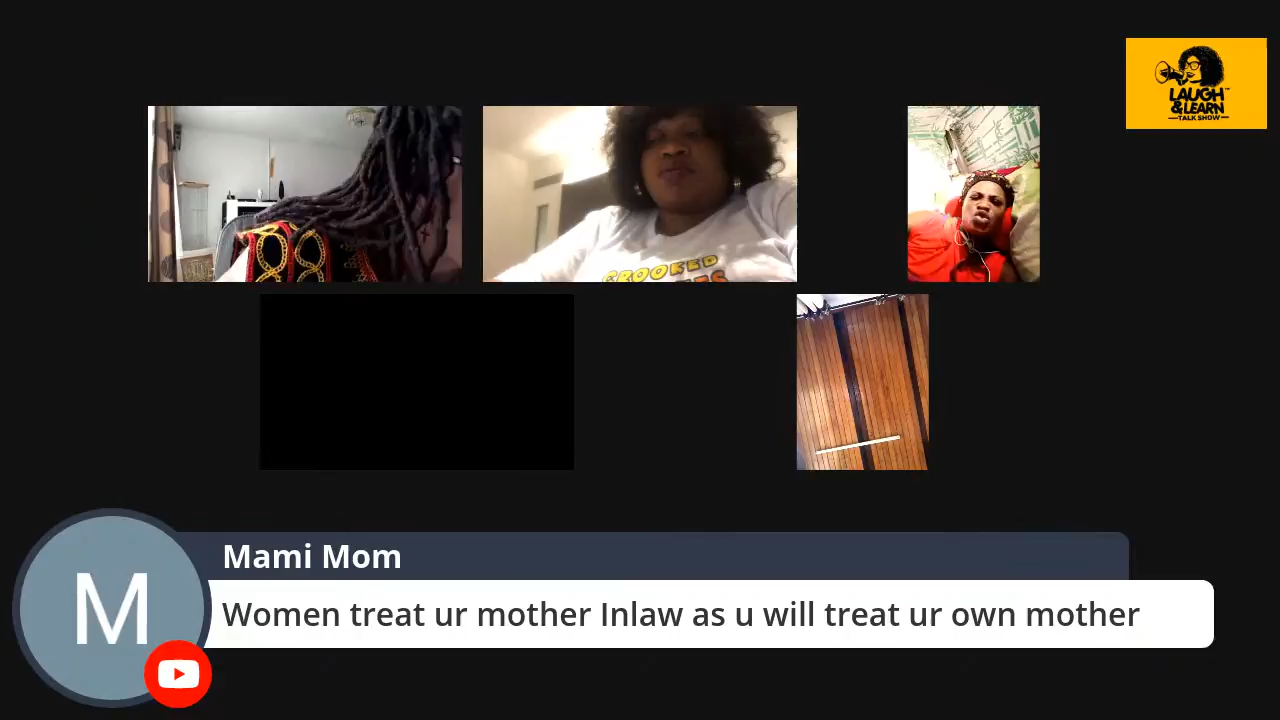 LAUGH
& LEARN
TALK SHOW
CROOKED
Mami Mom
M
Women treat ur mother Inlaw as u will treat ur own mother